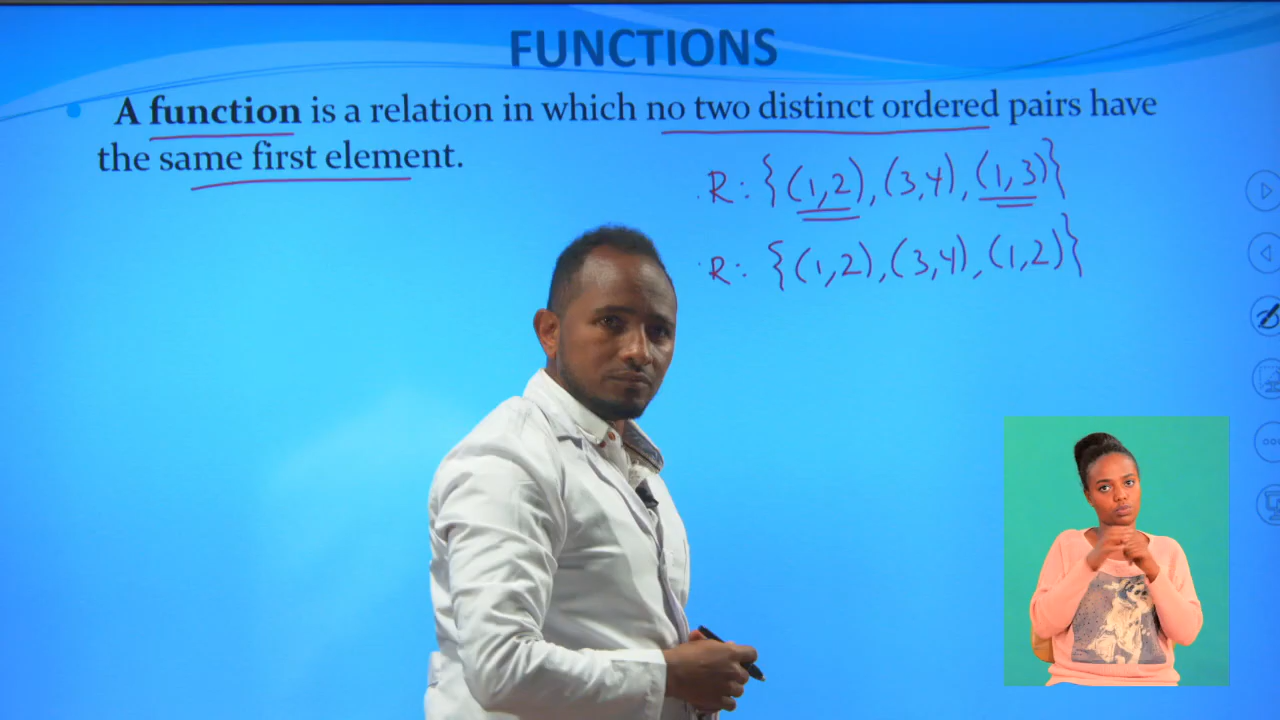 FUNCTIONS
A function is a relation in which no two distinct ordered pairs have
the same first element.
R: {(1,2),(3,4),(1,3)}
R: {(1,2),(3,4),(1,2)}